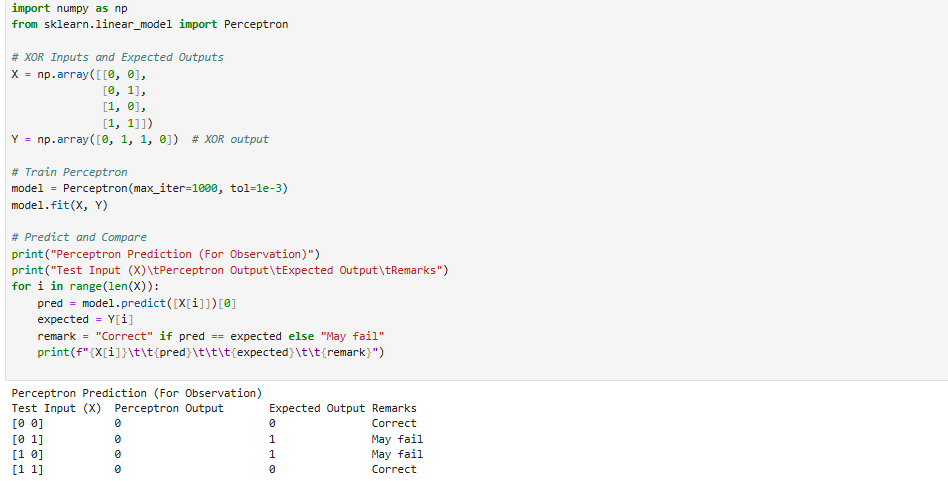 import numpy as np
from sklearn.linear_model import Perceptron
# XOR Inputs and Expected Outputs
X = np.array([[0, 0],
[0, 1],
[1, 0],
[1, 1]])
Y = np.array([0, 1, 1, 0])  # XOR output
# Train Perceptron
model = Perceptron(max_iter=1000, tol=1e-3)
model.fit(X, Y)
# Predict and Compare
print("Perceptron Prediction (For Observation)")
print("Test Input (X)\tPerceptron Output\tExpected Output\tRemarks")
for i in range(len(X)):
    pred = model.predict([X[i]])[0]
    expected = Y[i]
    remark = "Correct" if pred == expected else "May fail"
    print(f"{X[i]}\t\t{pred}\t\t\t{expected}\t\t{remark}")
Perceptron Prediction (For Observation)
Test Input (X)  Perceptron Output       Expected Output Remarks
[0 0]           0                       0               Correct
[0 1]           0                       1               May fail
[1 0]           0                       1               May fail
[1 1]           0                       0               Correct